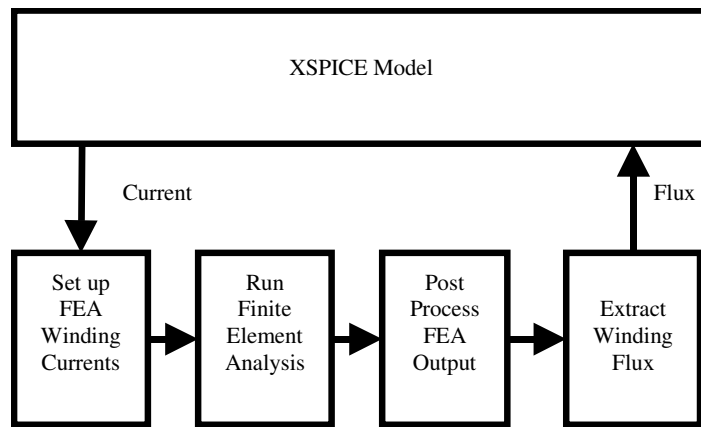 XSPICE Model
Current
Flux
Set up
FEA
Winding
Currents
Run
Finite
Element
Analysis
Post
Process
FEA
Output
Extract
Winding
Flux